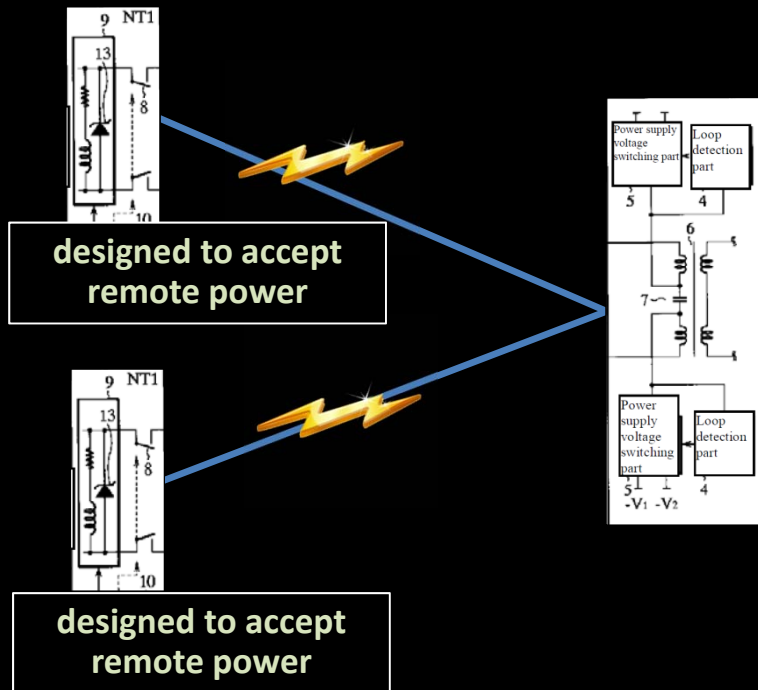 9 NT1
13
8
10
designed to accept
remote power
Power supply
voltage
switching part
Loop
detection
part
5
4
6
7
9 NT1
13
8
10
designed to accept
remote power
Power
supply
voltage
switching
part
Loop
detection
part
5
4
-V1 -V2